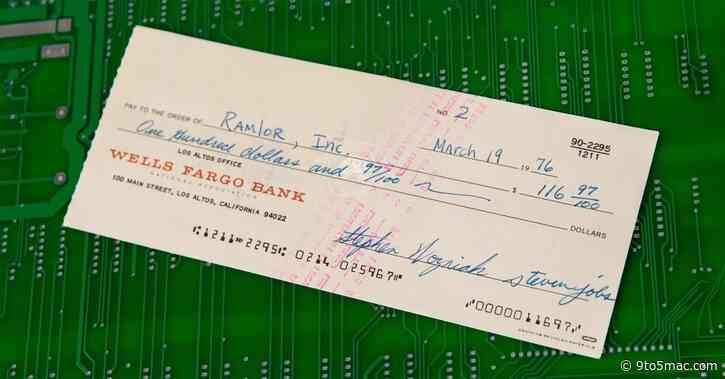 No 2
90-2295
1211
March 19 1976
PAY TO THE ORDER OF Ramlor, Inc.
$ 116 97/100
One hundred dollars and 97/100
DOLLARS
LOS ALTOS OFFICE
WELLS FARGO BANK
NATIONAL ASSOCIATION
100 MAIN STREET, LOS ALTOS, CALIFORNIA 94022
Stephen Wozniak steven jobs
1211 2295 0214 025967 0000011697
© 9to5mac.com